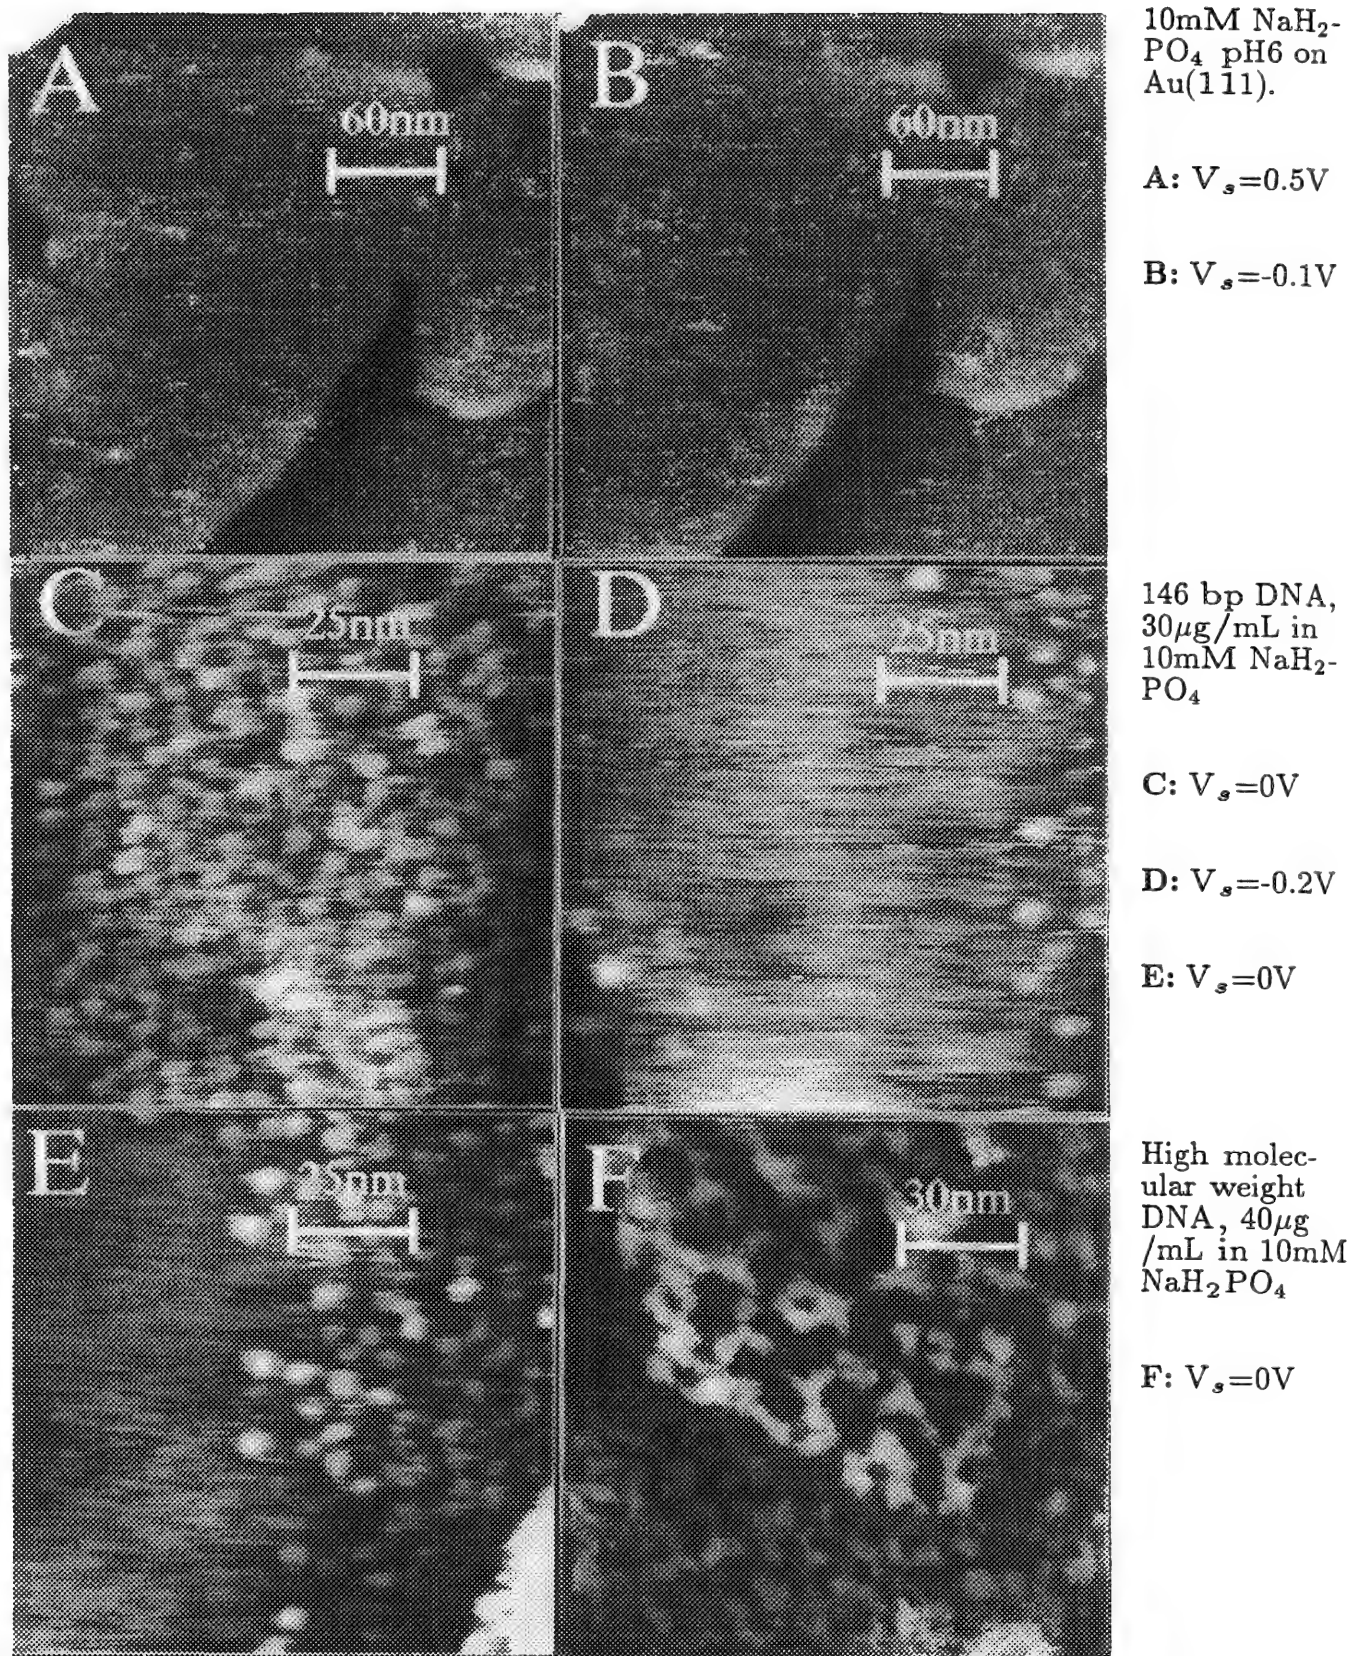 A
60nm
B
60nm
10mM NaH₂-
PO₄ pH6 on
Au(111).
A: Vₛ=0.5V
B: Vₛ=-0.1V
C
25nm
D
25nm
146 bp DNA,
30μg/mL in
10mM NaH₂-
PO₄
C: Vₛ=0V
D: Vₛ=-0.2V
E: Vₛ=0V
E
25nm
F
30nm
High molec-
ular weight
DNA, 40μg
/mL in 10mM
NaH₂PO₄
F: Vₛ=0V